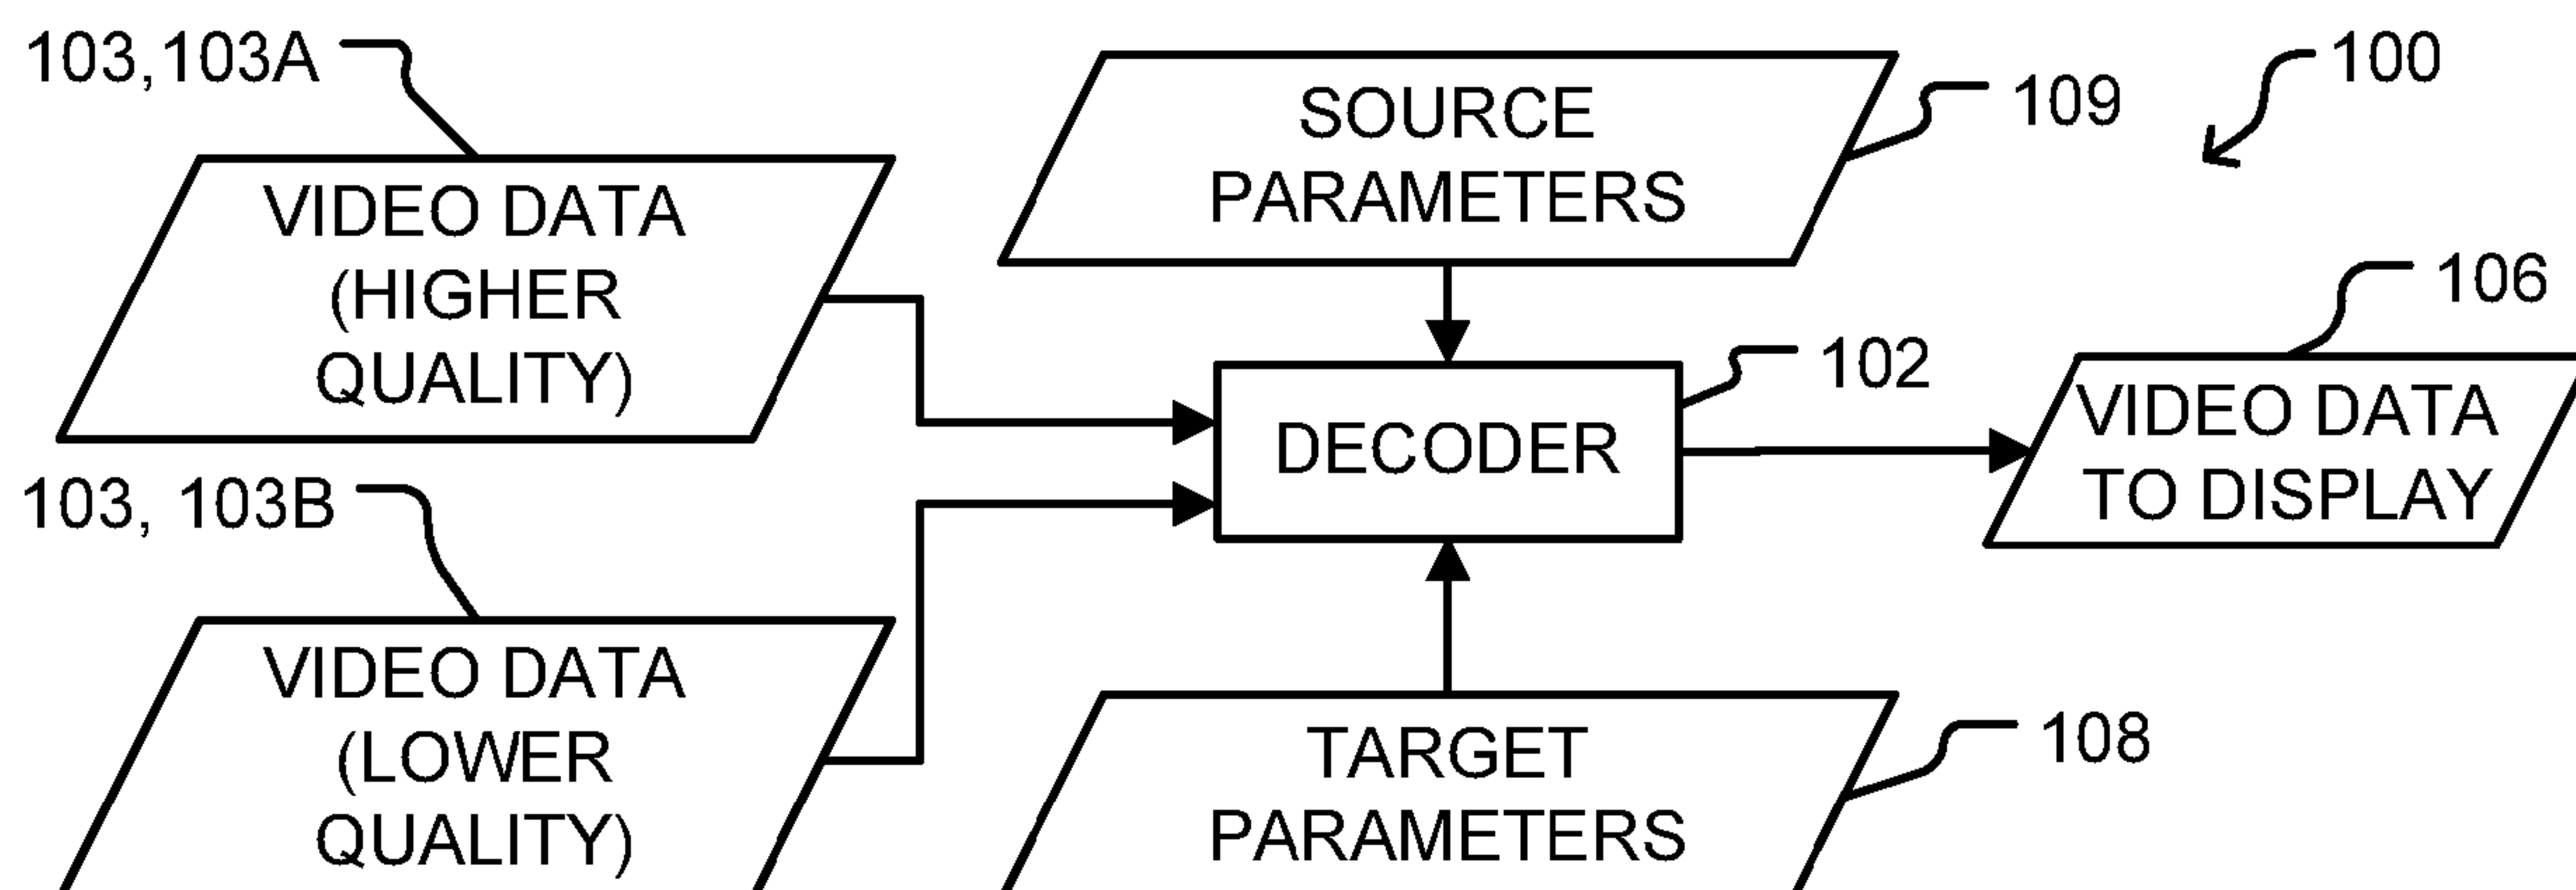 103,103A
VIDEO DATA
(HIGHER
QUALITY)
103, 103B
VIDEO DATA
(LOWER
QUALITY)
SOURCE
PARAMETERS
109
100
DECODER
102
106
VIDEO DATA
TO DISPLAY
TARGET
PARAMETERS
108